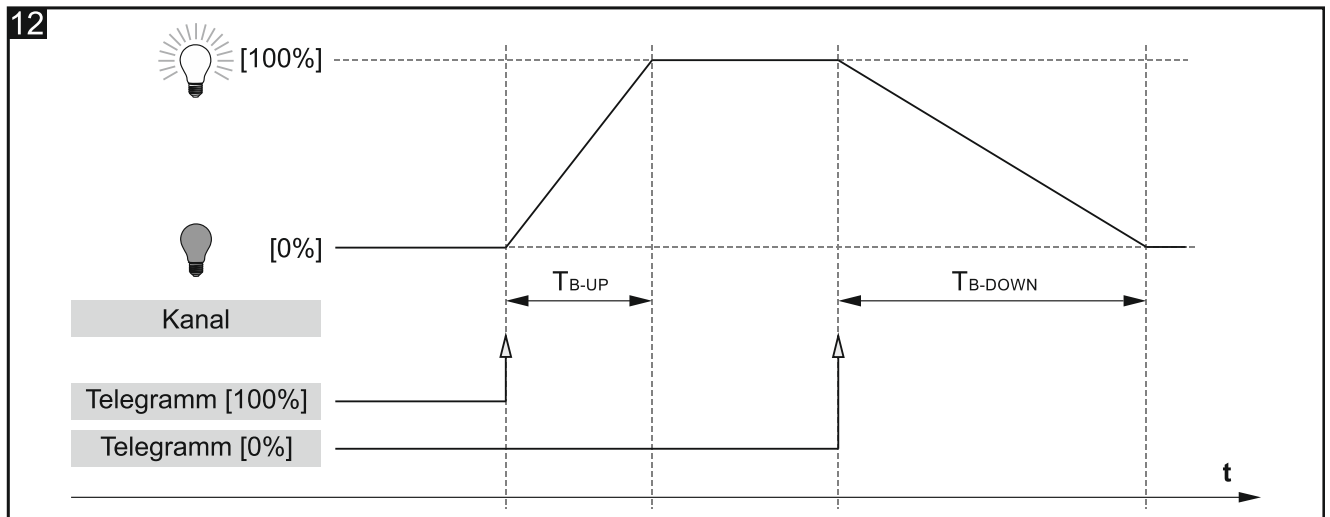 12
[100%]
[0%]
TB-UP
TB-DOWN
Kanal
Telegramm [100%]
Telegramm [0%]
t